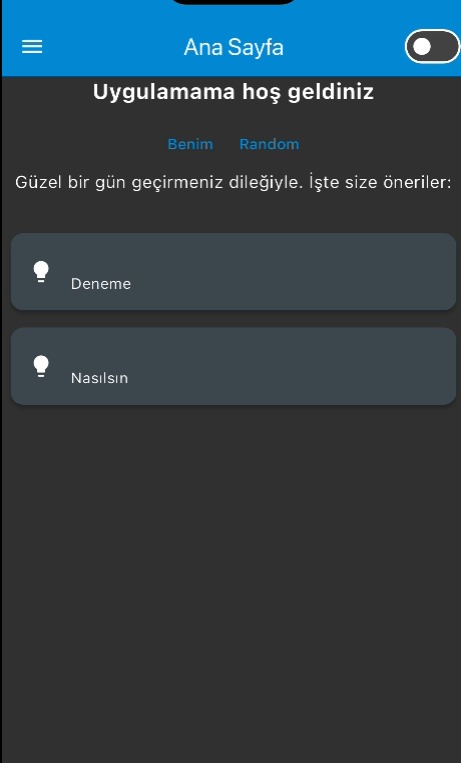 Ana Sayfa
Uygulamama hoş geldiniz
Benim Random
Güzel bir gün geçirmeniz dileğiyle. İşte size öneriler:
Deneme
Nasılsın